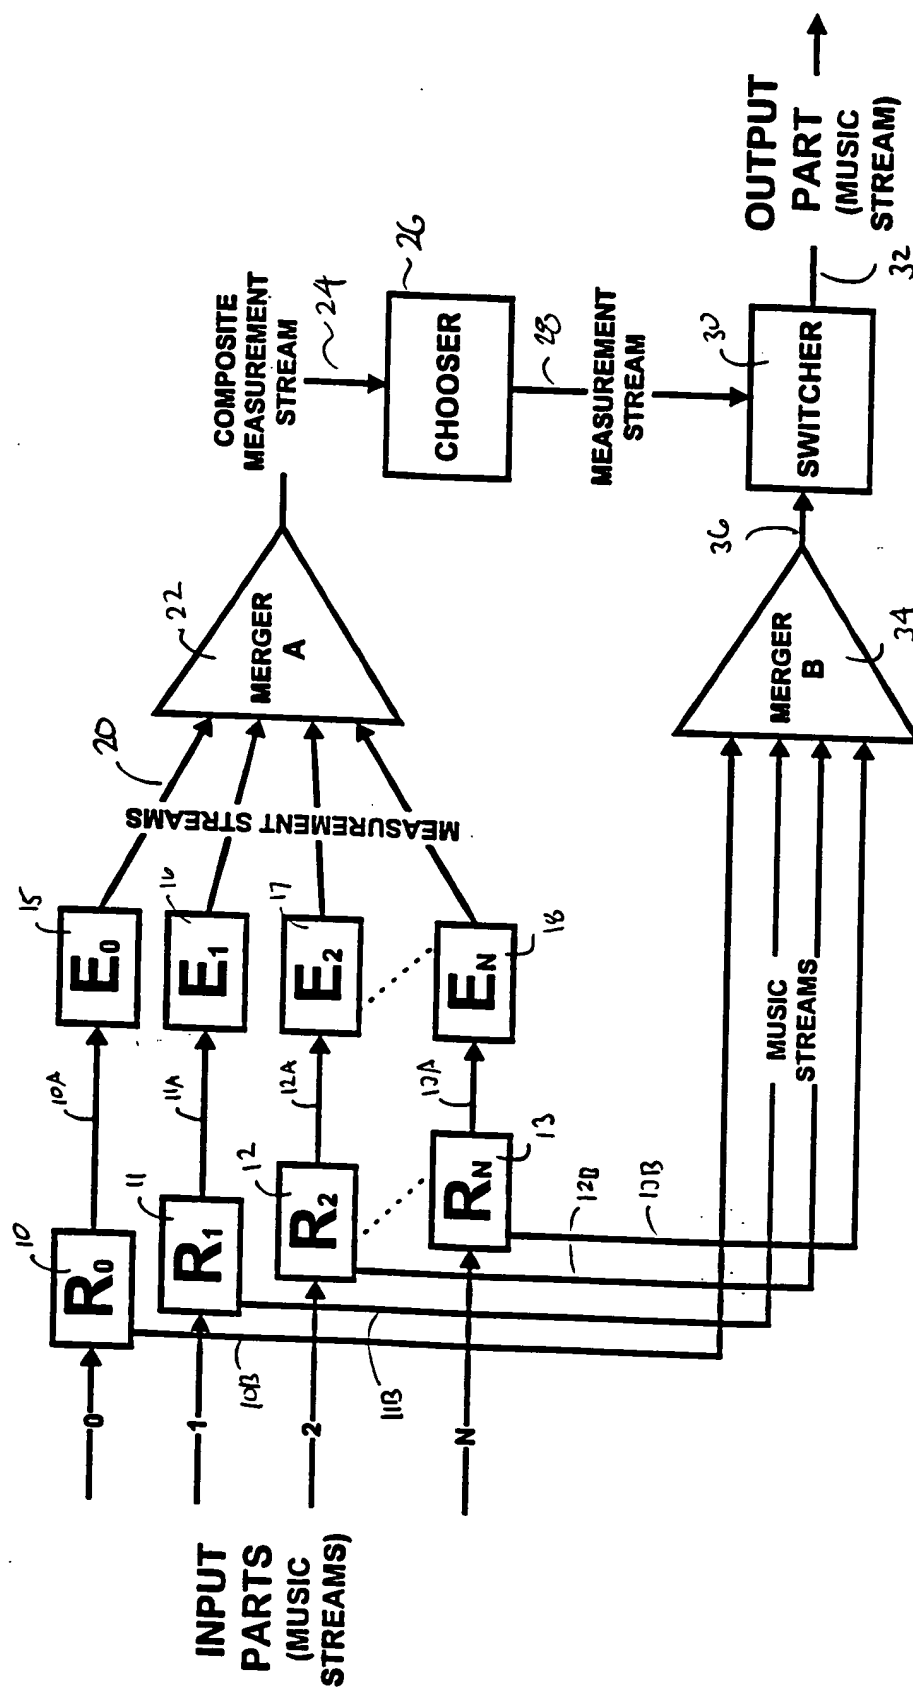 INPUT
PARTS
(MUSIC
STREAMS)
0
1
2
N
10
R0
11
R1
12
R2
13
RN
10A
11A
12A
13A
10B
11B
12B
13B
15
E0
16
E1
17
E2
18
EN
MEASUREMENT STREAMS
20
22
MERGER
A
COMPOSITE
MEASUREMENT
STREAM
24
26
CHOOSER
28
MEASUREMENT
STREAM
MUSIC
STREAMS
MERGER
B
34
36
30
SWITCHER
32
OUTPUT
PART
(MUSIC
STREAM)